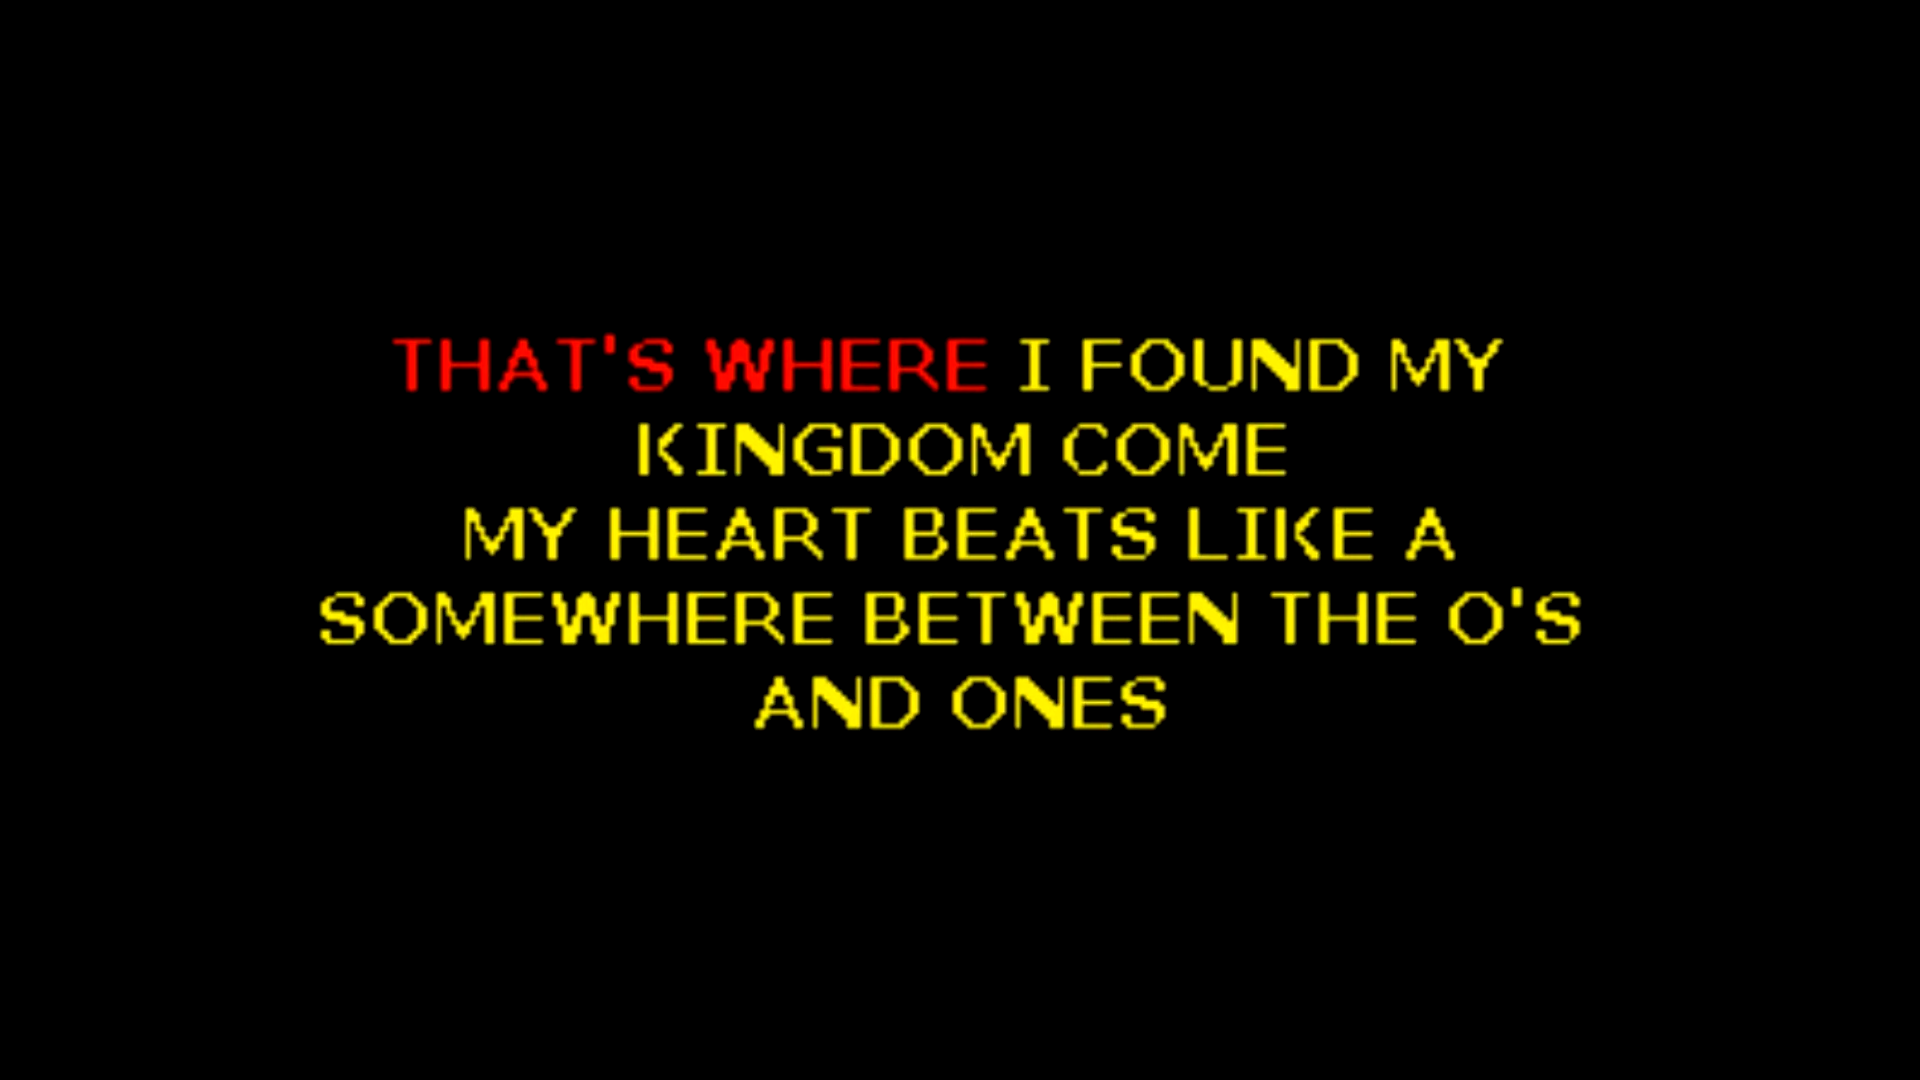 THAT'S WHERE I FOUND MY
KINGDOM COME
MY HEART BEATS LIKE A
SOMEWHERE BETWEEN THE O'S
AND ONES